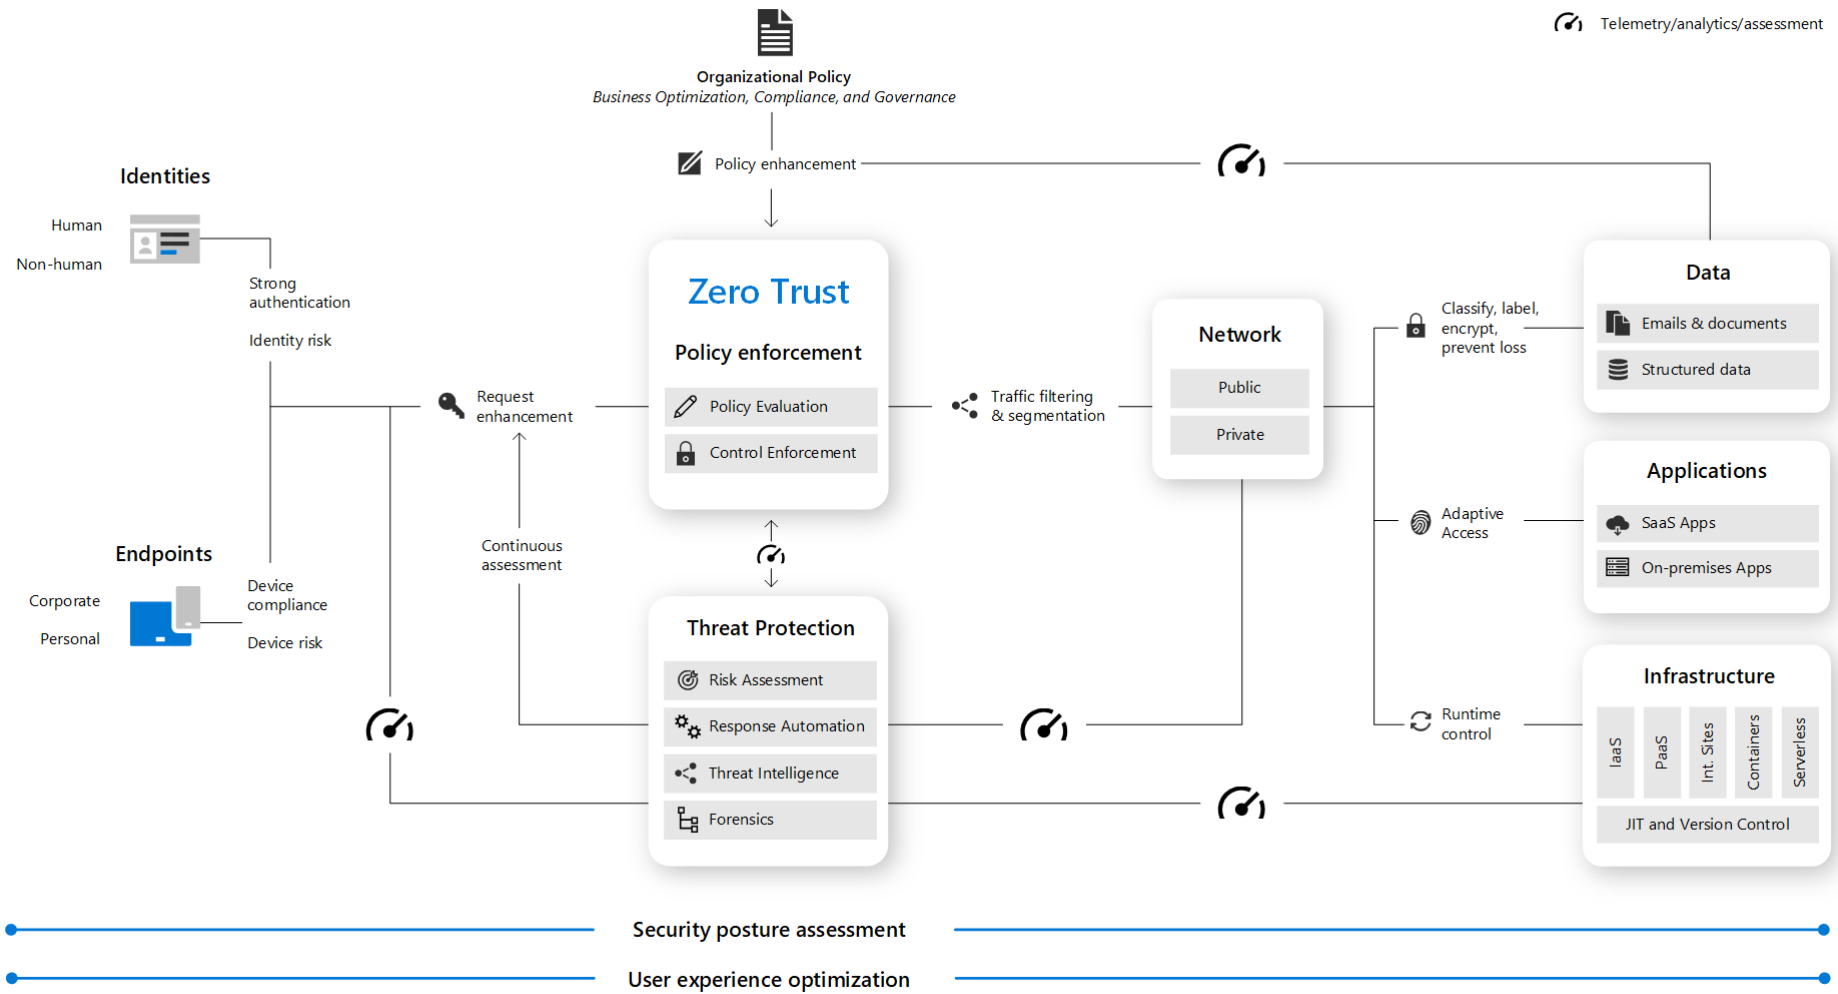 Telemetry/analytics/assessment
Organizational Policy
Business Optimization, Compliance, and Governance
Policy enhancement
Identities
Human
Non-human
Strong
authentication
Identity risk
Endpoints
Corporate
Personal
Device
compliance
Device risk
Request
enhancement
Continuous
assessment
Zero Trust
Policy enforcement
Policy Evaluation
Control Enforcement
Threat Protection
Risk Assessment
Response Automation
Threat Intelligence
Forensics
Traffic filtering
& segmentation
Network
Public
Private
Classify, label,
encrypt,
prevent loss
Adaptive
Access
Runtime
control
Data
Emails & documents
Structured data
Applications
SaaS Apps
On-premises Apps
Infrastructure
IaaS
PaaS
Int. Sites
Containers
Serverless
JIT and Version Control
Security posture assessment
User experience optimization